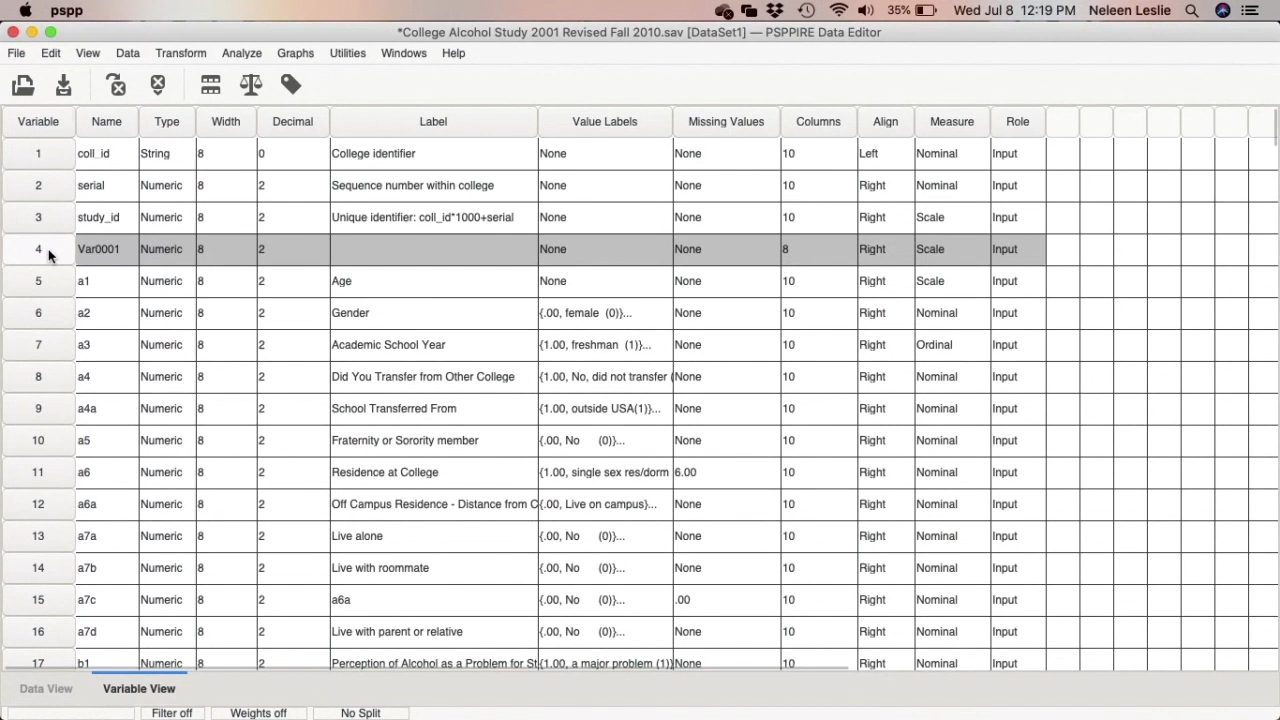 pspp 35% Wed Jul 8 12:19 PM Neleen Leslie
*College Alcohol Study 2001 Revised Fall 2010.sav [DataSet1] — PSPPIRE Data Editor
File Edit View Data Transform Analyze Graphs Utilities Windows Help
Variable Name Type Width Decimal Label Value Labels Missing Values Columns Align Measure Role
1 coll_id String 8 0 College identifier None None 10 Left Nominal Input
2 serial Numeric 8 2 Sequence number within college None None 10 Right Nominal Input
3 study_id Numeric 8 2 Unique identifier: coll_id*1000+serial None None 10 Right Scale Input
4 Var0001 Numeric 8 2 None None 8 Right Scale Input
5 a1 Numeric 8 2 Age None None 10 Right Scale Input
6 a2 Numeric 8 2 Gender {.00, female (0)}... None 10 Right Nominal Input
7 a3 Numeric 8 2 Academic School Year {1.00, freshman (1)}... None 10 Right Ordinal Input
8 a4 Numeric 8 2 Did You Transfer from Other College {1.00, No, did not transfer ( None 10 Right Nominal Input
9 a4a Numeric 8 2 School Transferred From {1.00, outside USA(1)}... None 10 Right Nominal Input
10 a5 Numeric 8 2 Fraternity or Sorority member {.00, No (0)}... None 10 Right Nominal Input
11 a6 Numeric 8 2 Residence at College {1.00, single sex res/dorm 6.00 10 Right Nominal Input
12 a6a Numeric 8 2 Off Campus Residence - Distance from C {.00, Live on campus}... None 10 Right Nominal Input
13 a7a Numeric 8 2 Live alone {.00, No (0)}... None 10 Right Nominal Input
14 a7b Numeric 8 2 Live with roommate {.00, No (0)}... None 10 Right Nominal Input
15 a7c Numeric 8 2 a6a {.00, No (0)}... .00 10 Right Nominal Input
16 a7d Numeric 8 2 Live with parent or relative {.00, No (0)}... None 10 Right Nominal Input
17 b1 Numeric 8 2 Perception of Alcohol as a Problem for St {1.00, a major problem (1)} None 10 Right Nominal Input
Data View Variable View
Filter off Weights off No Split